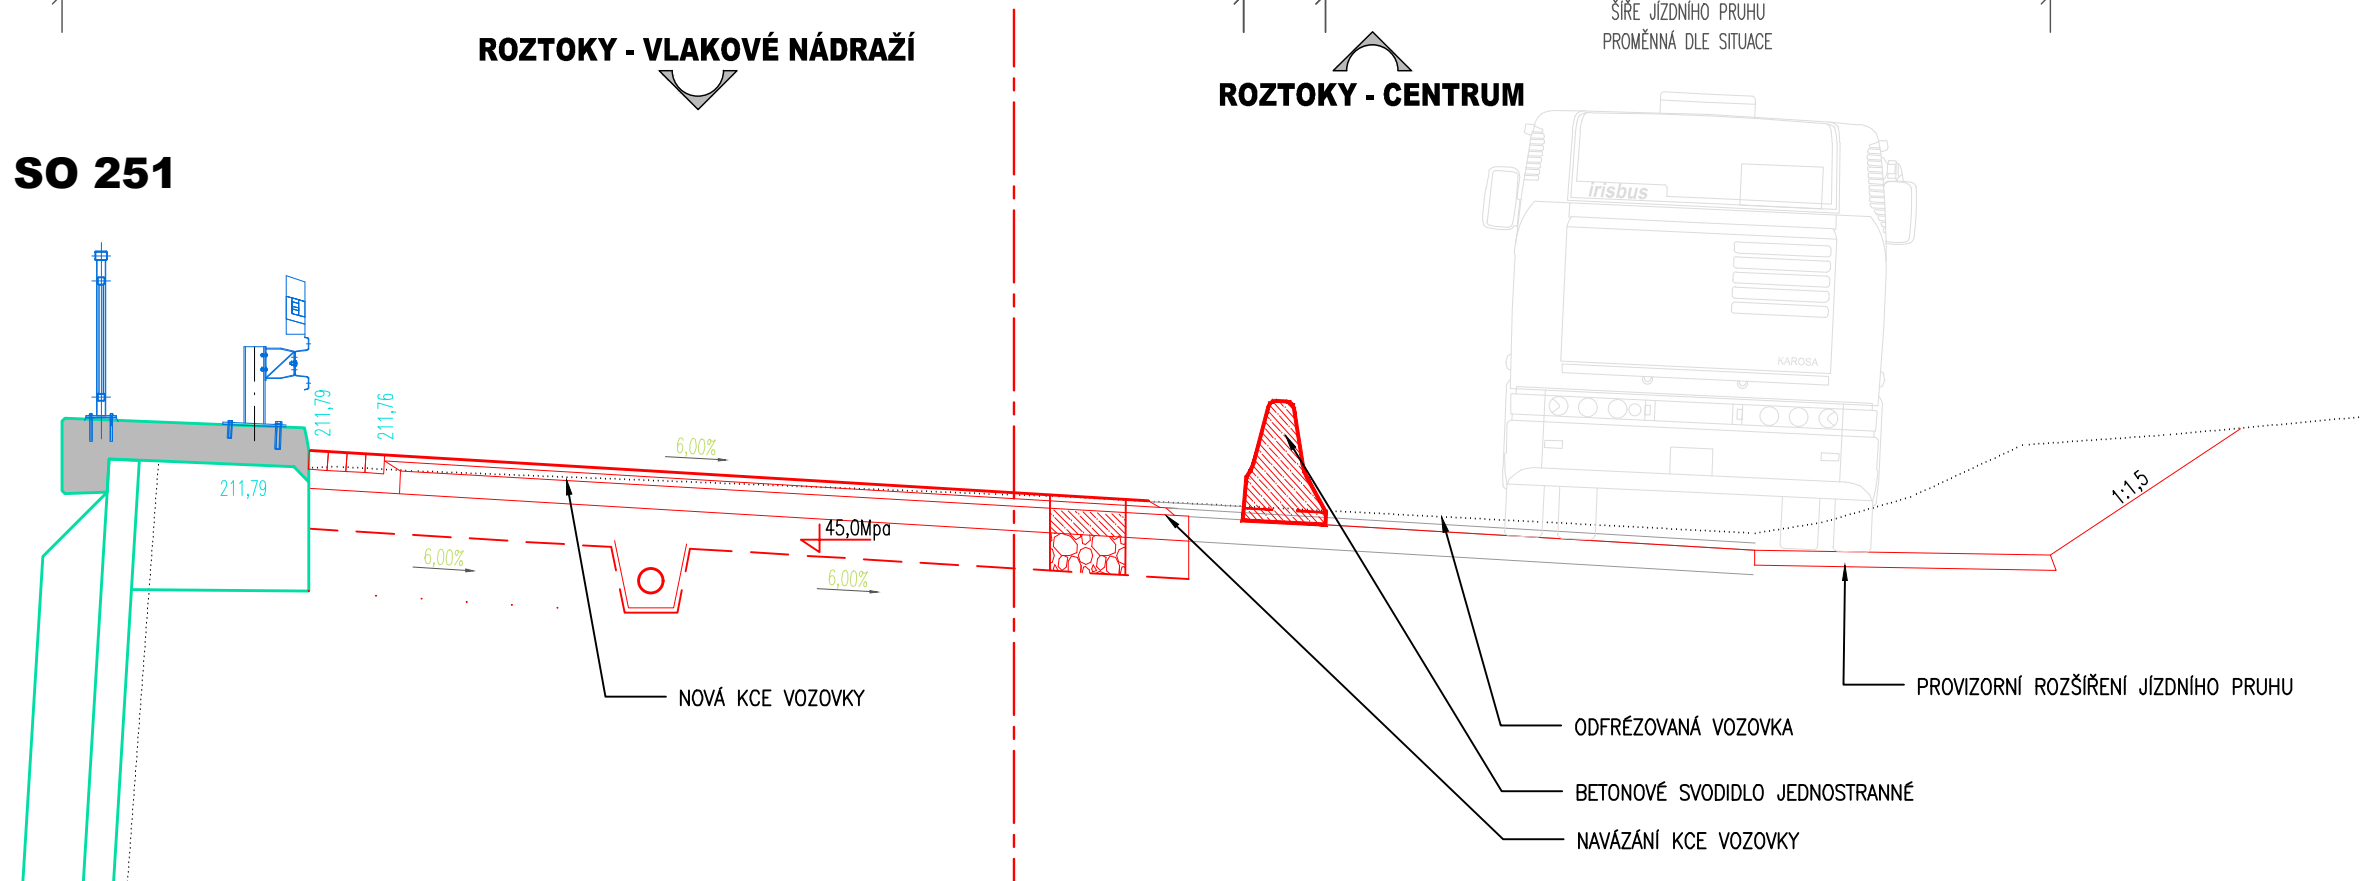 ŠÍŘE JÍZDNÍHO PRUHU
PROMĚNNÁ DLE SITUACE
ROZTOKY - VLAKOVÉ NÁDRAŽÍ
ROZTOKY - CENTRUM
SO 251
irisbus
KAROSA
211,79
211,76
6,00%
211,79
1:1,5
45,0Mpa
6,00%
6,00%
NOVÁ KCE VOZOVKY
PROVIZORNÍ ROZŠÍŘENÍ JÍZDNÍHO PRUHU
ODFRÉZOVANÁ VOZOVKA
BETONOVÉ SVODIDLO JEDNOSTRANNÉ
NAVÁZÁNÍ KCE VOZOVKY